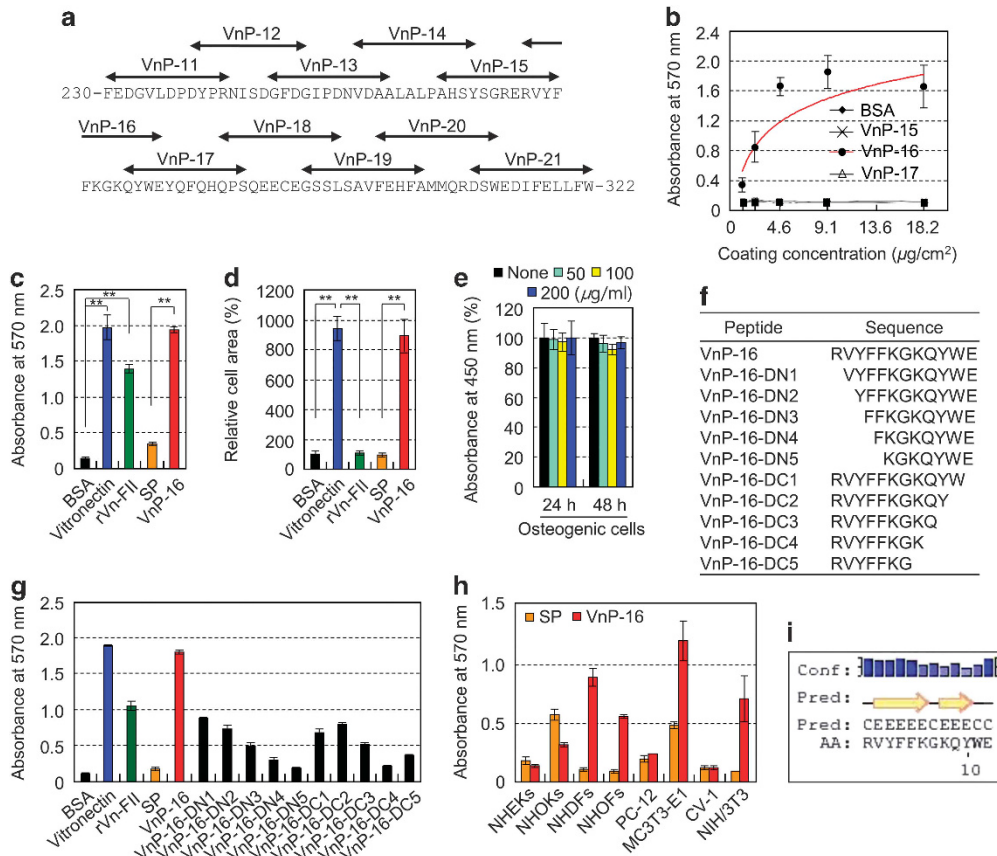 a
VnP-12 VnP-14
VnP-11 VnP-13 VnP-15
230-FEDGVLDPDYPRNISDGFDGIPDNVDAALALPAHSYSGRERVYF
VnP-16 VnP-18 VnP-20
VnP-17 VnP-19 VnP-21
FKGKQYWEYQFQHQPSQEECEGSSLSAVFEHFAMMQRDSWEDIFELLFW-322
b
Absorbance at 570 nm
2.4
2.0
1.6
1.2
0.8
0.4
0
BSA
VnP-15
VnP-16
VnP-17
0 2 4.6 9.1 13.6 18.2
Coating concentration (µg/cm²)
c
Absorbance at 570 nm
2.5
2.0
1.5
1.0
0.5
0
** ** **
BSA Vitronectin rVn-FII SP VnP-16
d
Relative cell area (%)
1200
1000
800
600
400
200
0
** ** **
BSA Vitronectin rVn-FII SP VnP-16
e
None 50 100
200 (µg/ml)
Absorbance at 450 nm (%)
120
100
80
60
40
20
0
24 h 48 h
Osteogenic cells
f
Peptide Sequence
VnP-16 RVYFFKGKQYWE
VnP-16-DN1 VYFFKGKQYWE
VnP-16-DN2 YFFKGKQYWE
VnP-16-DN3 FFKGKQYWE
VnP-16-DN4 FKGKQYWE
VnP-16-DN5 KGKQYWE
VnP-16-DC1 RVYFFKGKQYW
VnP-16-DC2 RVYFFKGKQY
VnP-16-DC3 RVYFFKGKQ
VnP-16-DC4 RVYFFKGK
VnP-16-DC5 RVYFFKG
g
Absorbance at 570 nm
2.5
2.0
1.5
1.0
0.5
0
BSA Vitronectin rVn-FII SP VnP-16 VnP-16-DN1 VnP-16-DN2 VnP-16-DN3 VnP-16-DN4 VnP-16-DN5 VnP-16-DC1 VnP-16-DC2 VnP-16-DC3 VnP-16-DC4 VnP-16-DC5
h
Absorbance at 570 nm
1.5
1.0
0.5
0
SP VnP-16
NHEKs NHOKs NHDFs NHOFs PC-12 MC3T3-E1 CV-1 NIH/3T3
i
Conf:
Pred:
Pred: CEEEEECEEECC
AA: RVYFFKGKQYWE
10